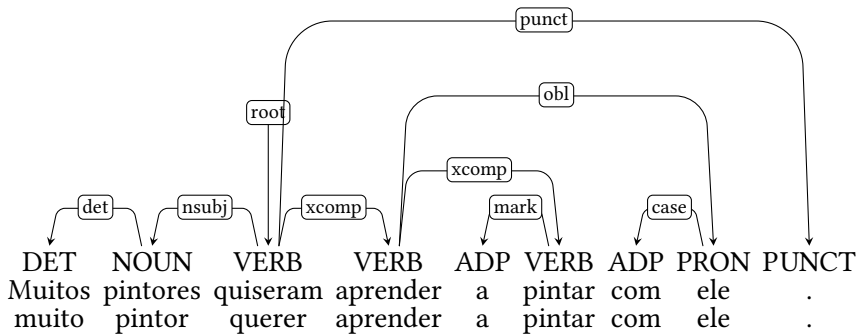 punct
obl
root
xcomp
det nsubj xcomp mark case
DET NOUN VERB VERB ADP VERB ADP PRON PUNCT
Muitos pintores quiseram aprender a pintar com ele .
muito pintor querer aprender a pintar com ele .